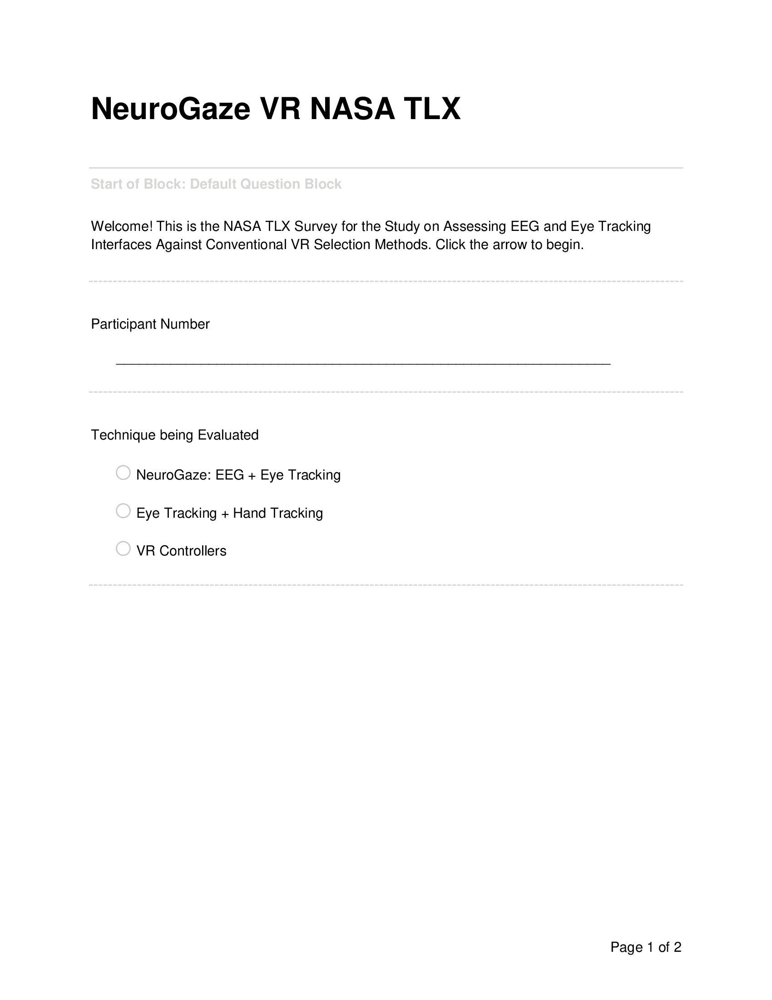 NeuroGaze VR NASA TLX
Start of Block: Default Question Block
Welcome! This is the NASA TLX Survey for the Study on Assessing EEG and Eye Tracking
Interfaces Against Conventional VR Selection Methods. Click the arrow to begin.
Participant Number
Technique being Evaluated
NeuroGaze: EEG + Eye Tracking
Eye Tracking + Hand Tracking
VR Controllers
Page 1 of 2